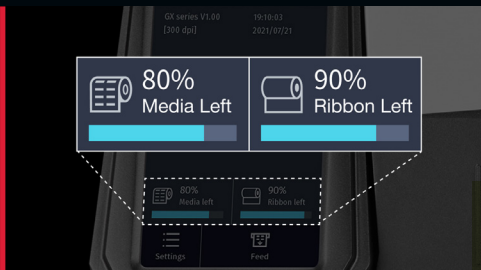 GX series V1.00 19:10:03
[300 dpi] 2021/07/21
80% 90%
Media Left Ribbon Left
80% 90%
Media left Ribbon left
Settings Feed